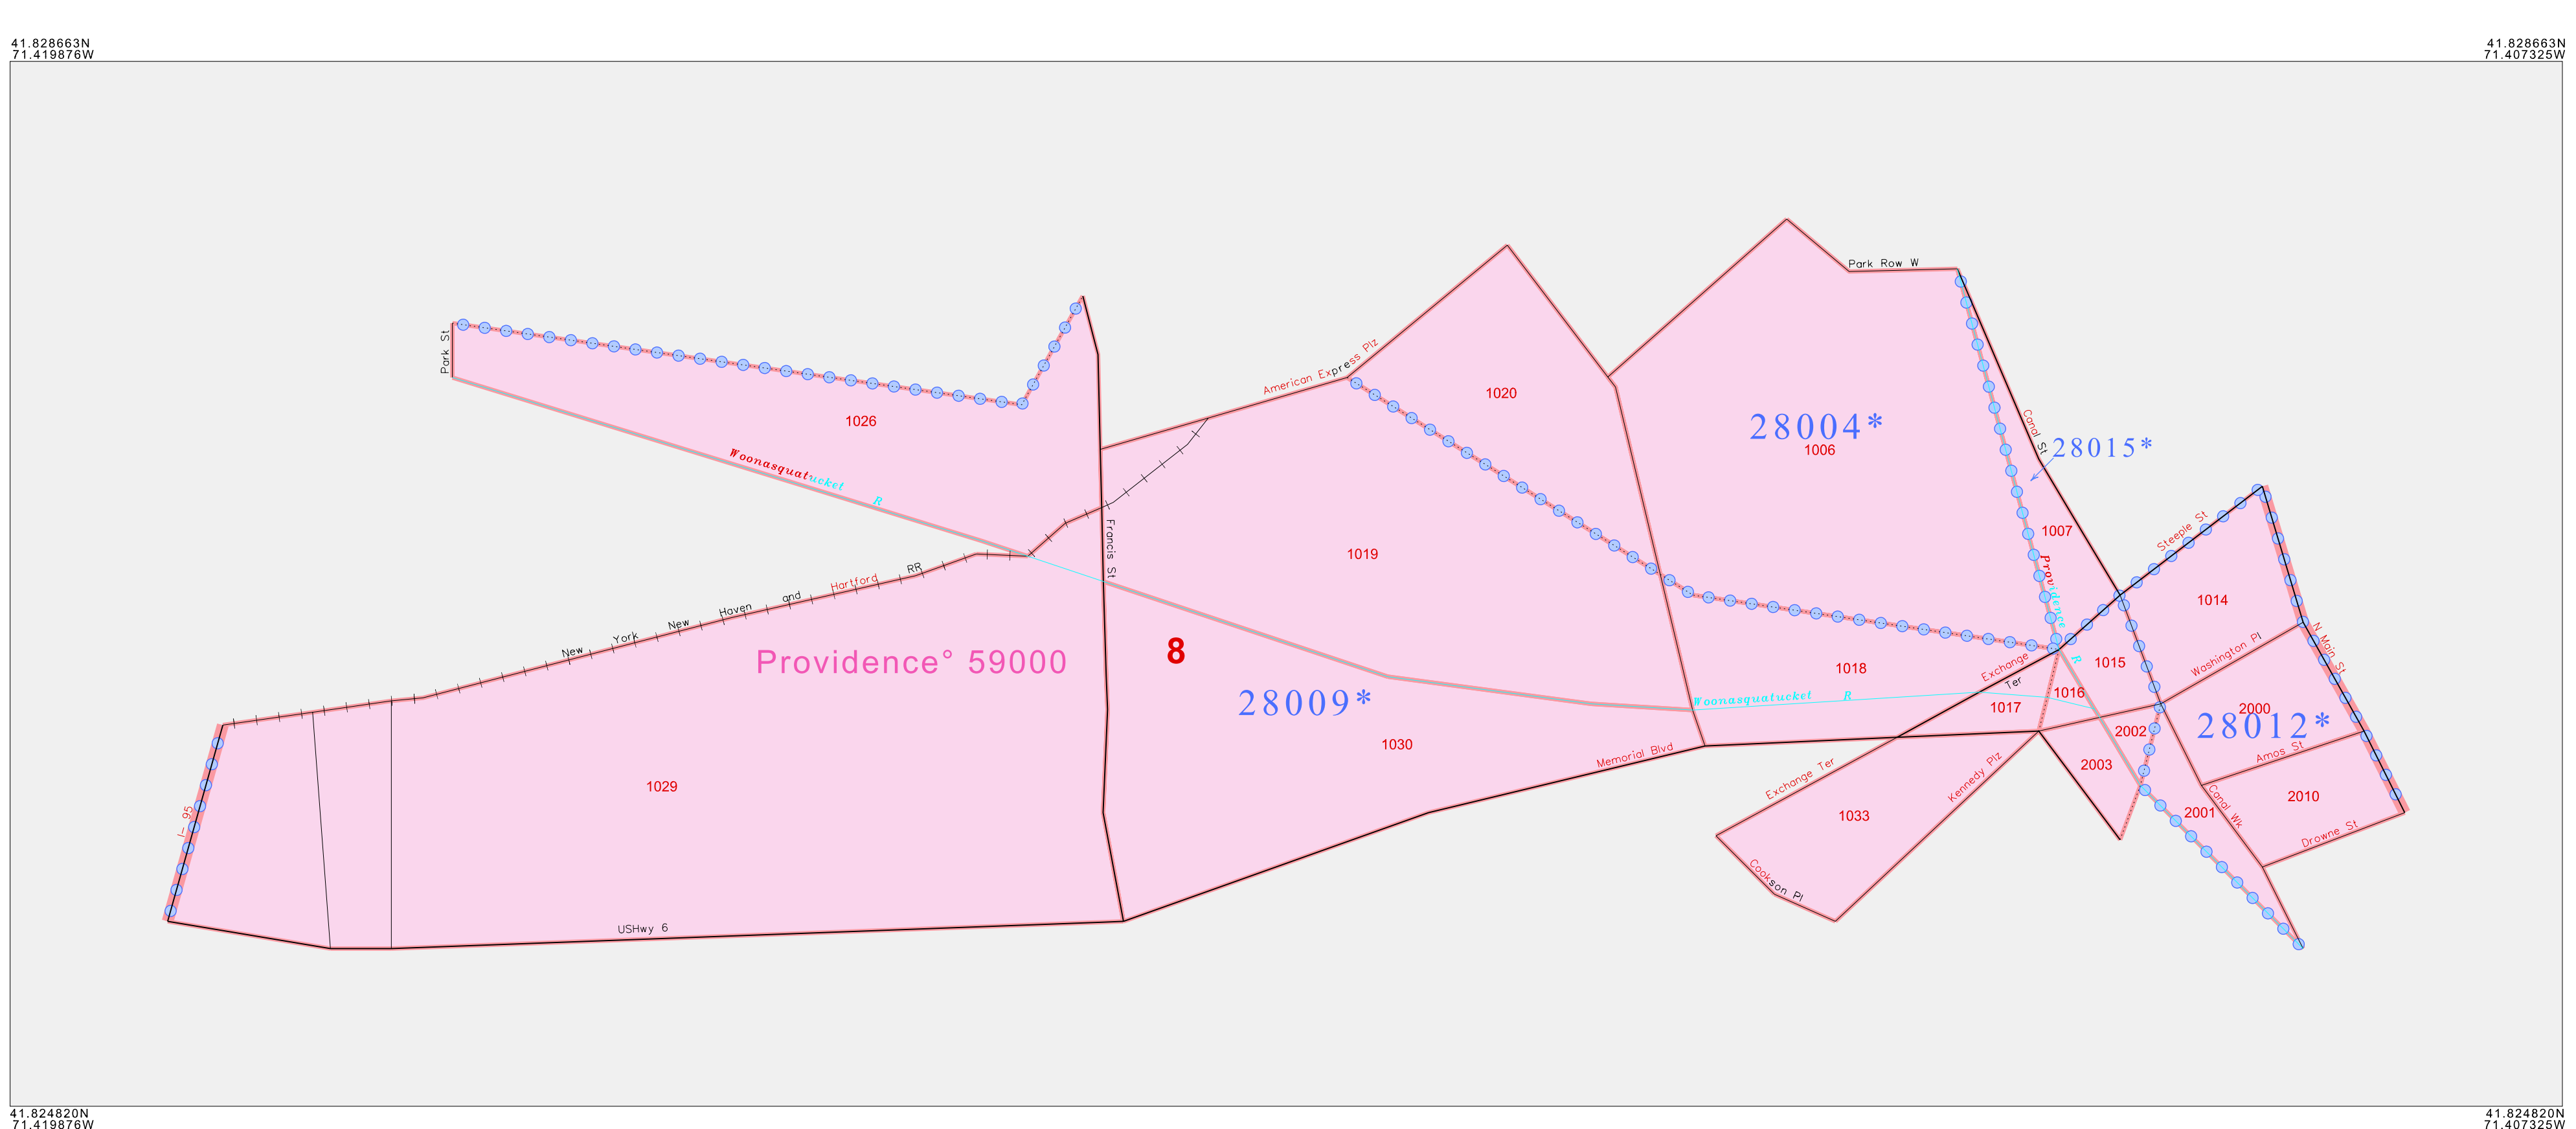 41.828663N
71.419876W
41.828663N
71.407325W
Park Row W
Park St
American Express Plz
1020
1026
28004*
1006
Canal St
28015*
Woonasquatucket R
Francis St
1019
1007
Steeple St
Providence R
New York New Haven and Hartford RR
1014
N Main St
Washington Pl
Providence° 59000
8
1018
Exchange Ter
1015
1016
28009*
Woonasquatucket R
1017
2000
28012*
2002
1030
Memorial Blvd
Amos St
I- 95
1029
Exchange Ter
Kennedy Plz
2003
2010
1033
2001
Canal Wk
Drowne St
Cookson Pl
USHwy 6
41.824820N
71.419876W
41.824820N
71.407325W